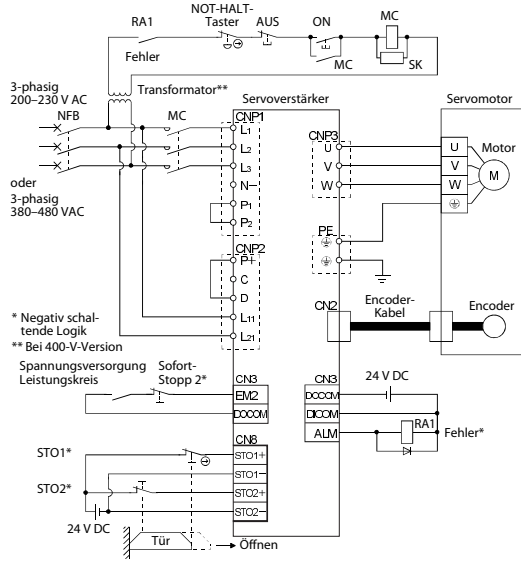 NOT-HALT-
Taster
AUS
ON
MC
RA1
Fehler
MC
SK
3-phasig
200–230 V AC
Transformator**
NFB
MC
Servoverstärker
Servomotor
CNP1
L1
L2
L3
N–
P1
P2
CNP3
U
V
W
U
V
W
Motor
M
oder
3-phasig
380–480 VAC
PE
CNP2
P+
C
D
L11
L21
CN2
Encoder-
Kabel
Encoder
* Negativ schal-
tende Logik
** Bei 400-V-Version
Spannungsversorgung
Leistungskreis
Sofort-
Stopp 2*
CN3
EM2
DOCOM
CN3
DOCOM
DICOM
ALM
24 V DC
RA1
Fehler*
CN8
STO1+
STO1–
STO2+
STO2–
STO1*
STO2*
24 V DC
Tür
Öffnen